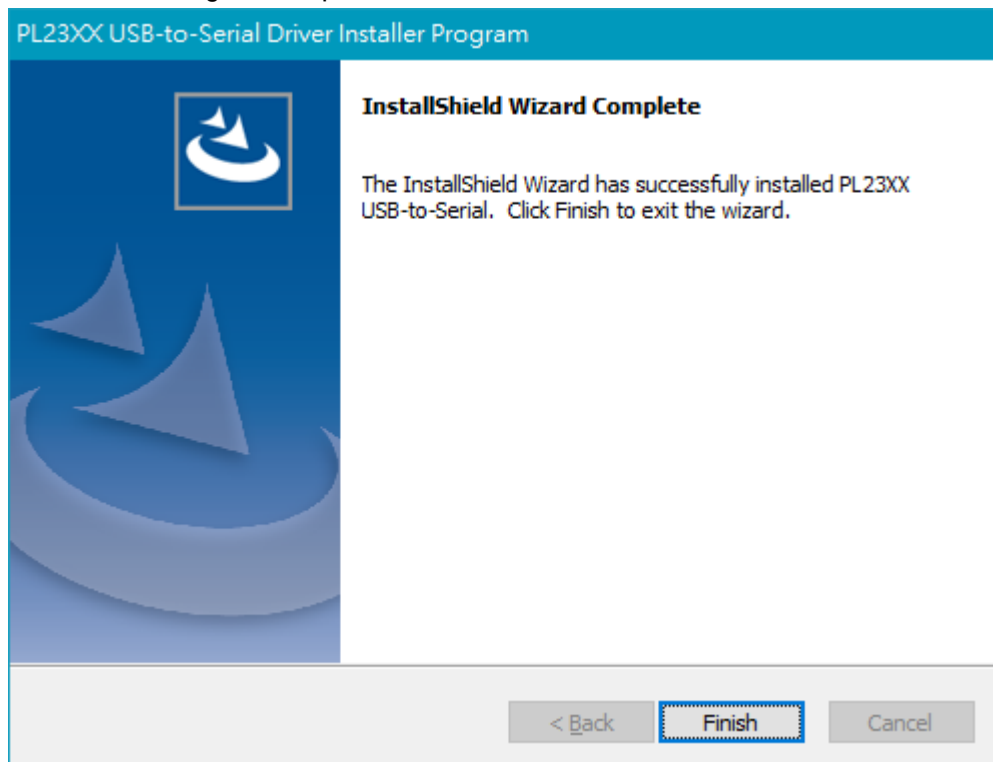 PL23XX USB-to-Serial Driver Installer Program
InstallShield Wizard Complete
The InstallShield Wizard has successfully installed PL23XX
USB-to-Serial.  Click Finish to exit the wizard.
< Back
Finish
Cancel